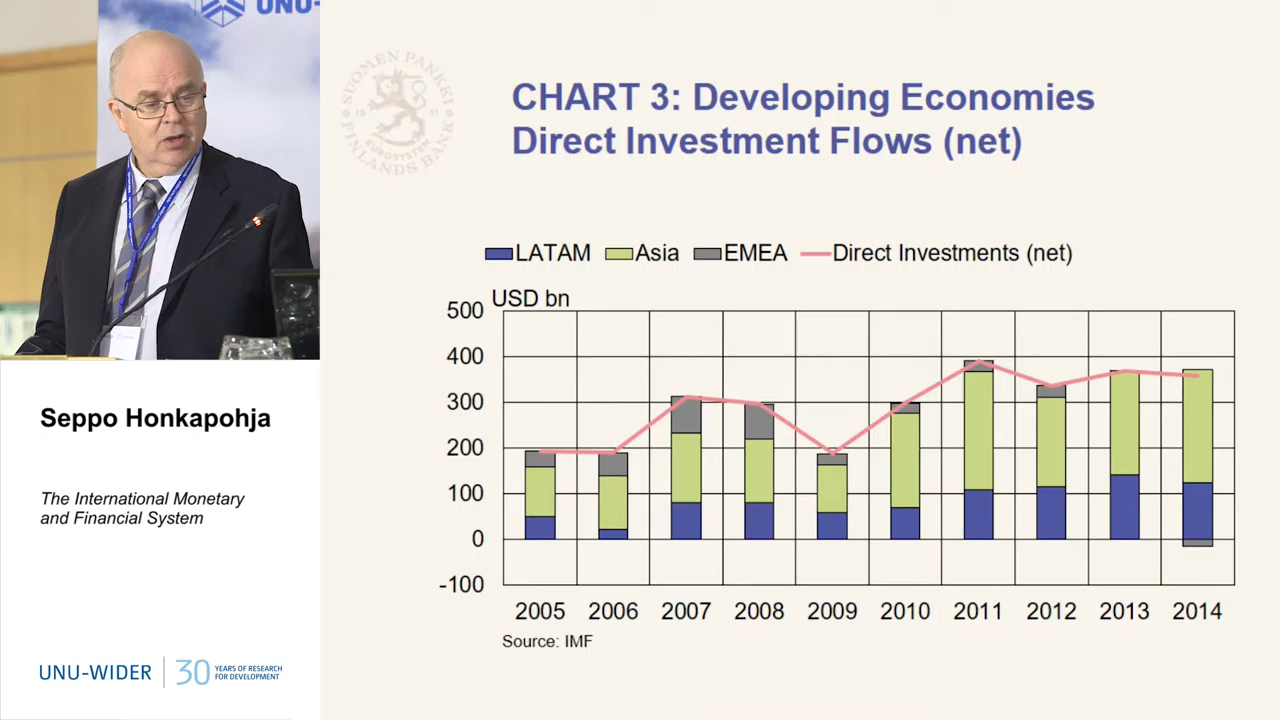 UNU-
SUOMEN PANKKI
FINLANDS BANK
EUROSYSTEM
18 11
CHART 3: Developing Economies
Direct Investment Flows (net)
LATAM Asia EMEA Direct Investments (net)
USD bn
500
400
300
200
100
0
-100
2005 2006 2007 2008 2009 2010 2011 2012 2013 2014
Source: IMF
Seppo Honkapohja
The International Monetary
and Financial System
UNU-WIDER
30 YEARS OF RESEARCH
FOR DEVELOPMENT